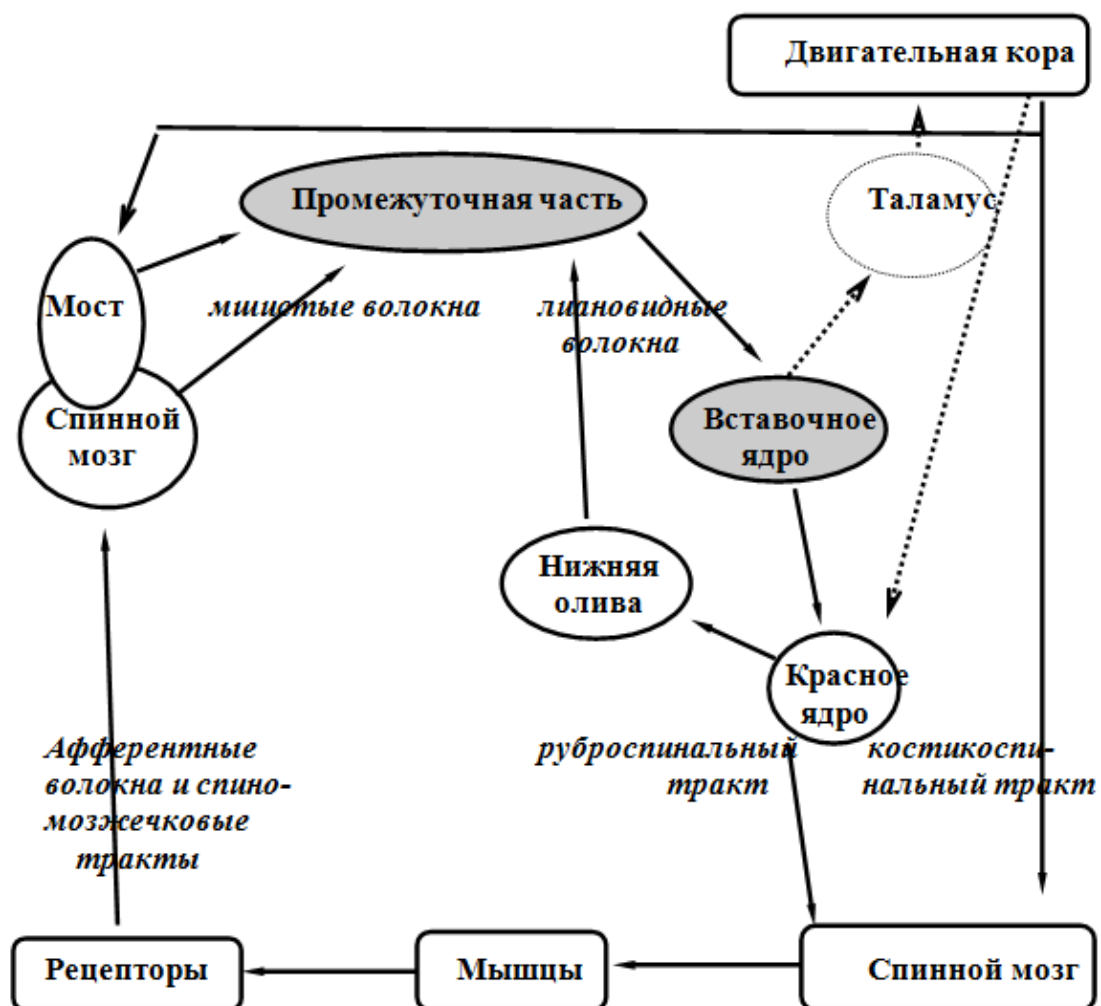 Двигательная кора
Промежуточная часть
Таламус
Мост
мшистые волокна
лиановидные
волокна
Спинной
мозг
Вставочное
ядро
Нижняя
олива
Красное
ядро
Афферентные
волокна и спино-
мозжечковые
тракты
руброспинальный
тракт
костикоспи-
нальный тракт
Рецепторы
Мышцы
Спинной мозг